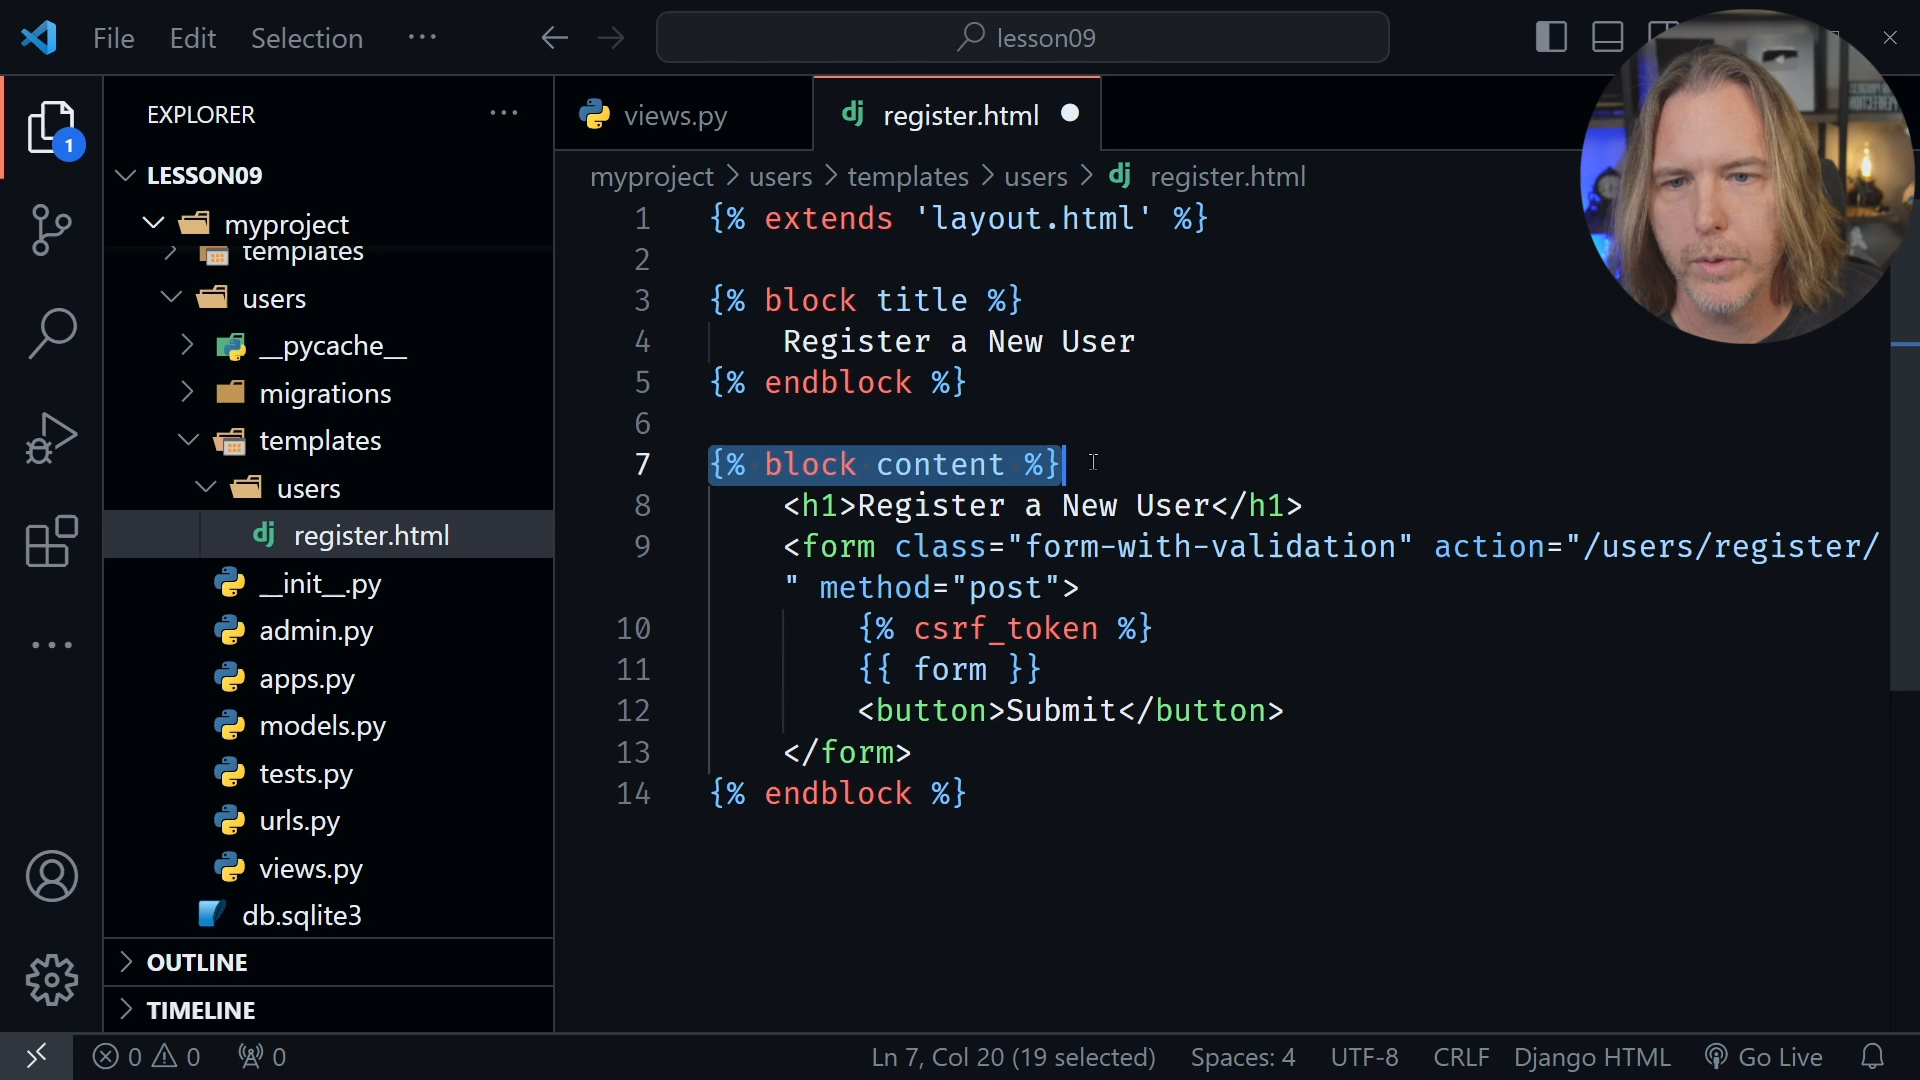 File Edit Selection ··· lesson09
EXPLORER ···
LESSON09
myproject
templates
users
__pycache__
migrations
templates
users
register.html
__init__.py
admin.py
apps.py
models.py
tests.py
urls.py
views.py
db.sqlite3
OUTLINE
TIMELINE
1
views.py
dj register.html
myproject > users > templates > users > dj register.html
1 {% extends 'layout.html' %}
2
3 {% block title %}
4 Register a New User
5 {% endblock %}
6
7 {% block content %}
8 <h1>Register a New User</h1>
9 <form class="form-with-validation" action="/users/register/
" method="post">
10 {% csrf_token %}
11 {{ form }}
12 <button>Submit</button>
13 </form>
14 {% endblock %}
0 0 0 Ln 7, Col 20 (19 selected) Spaces: 4 UTF-8 CRLF Django HTML Go Live